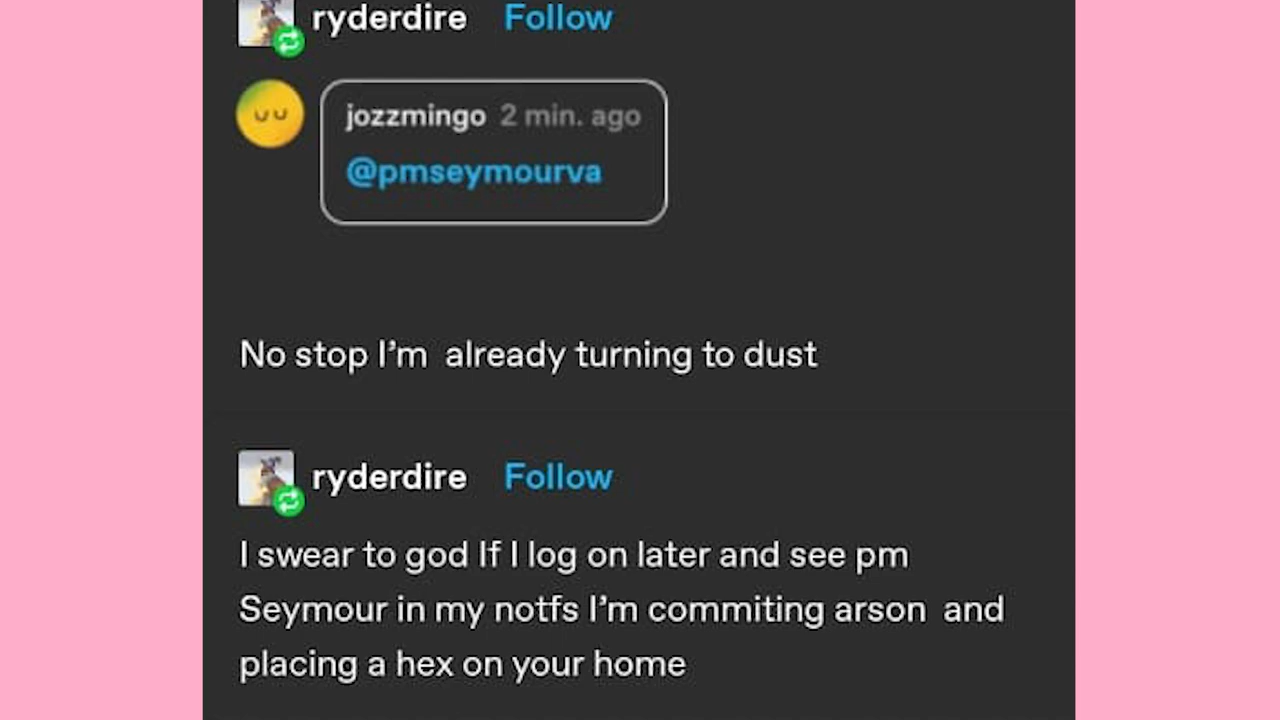 ryderdire Follow
jozzmingo 2 min. ago
@pmseymourva
No stop I’m  already turning to dust
ryderdire Follow
I swear to god If I log on later and see pm
Seymour in my notfs I’m commiting arson  and
placing a hex on your home